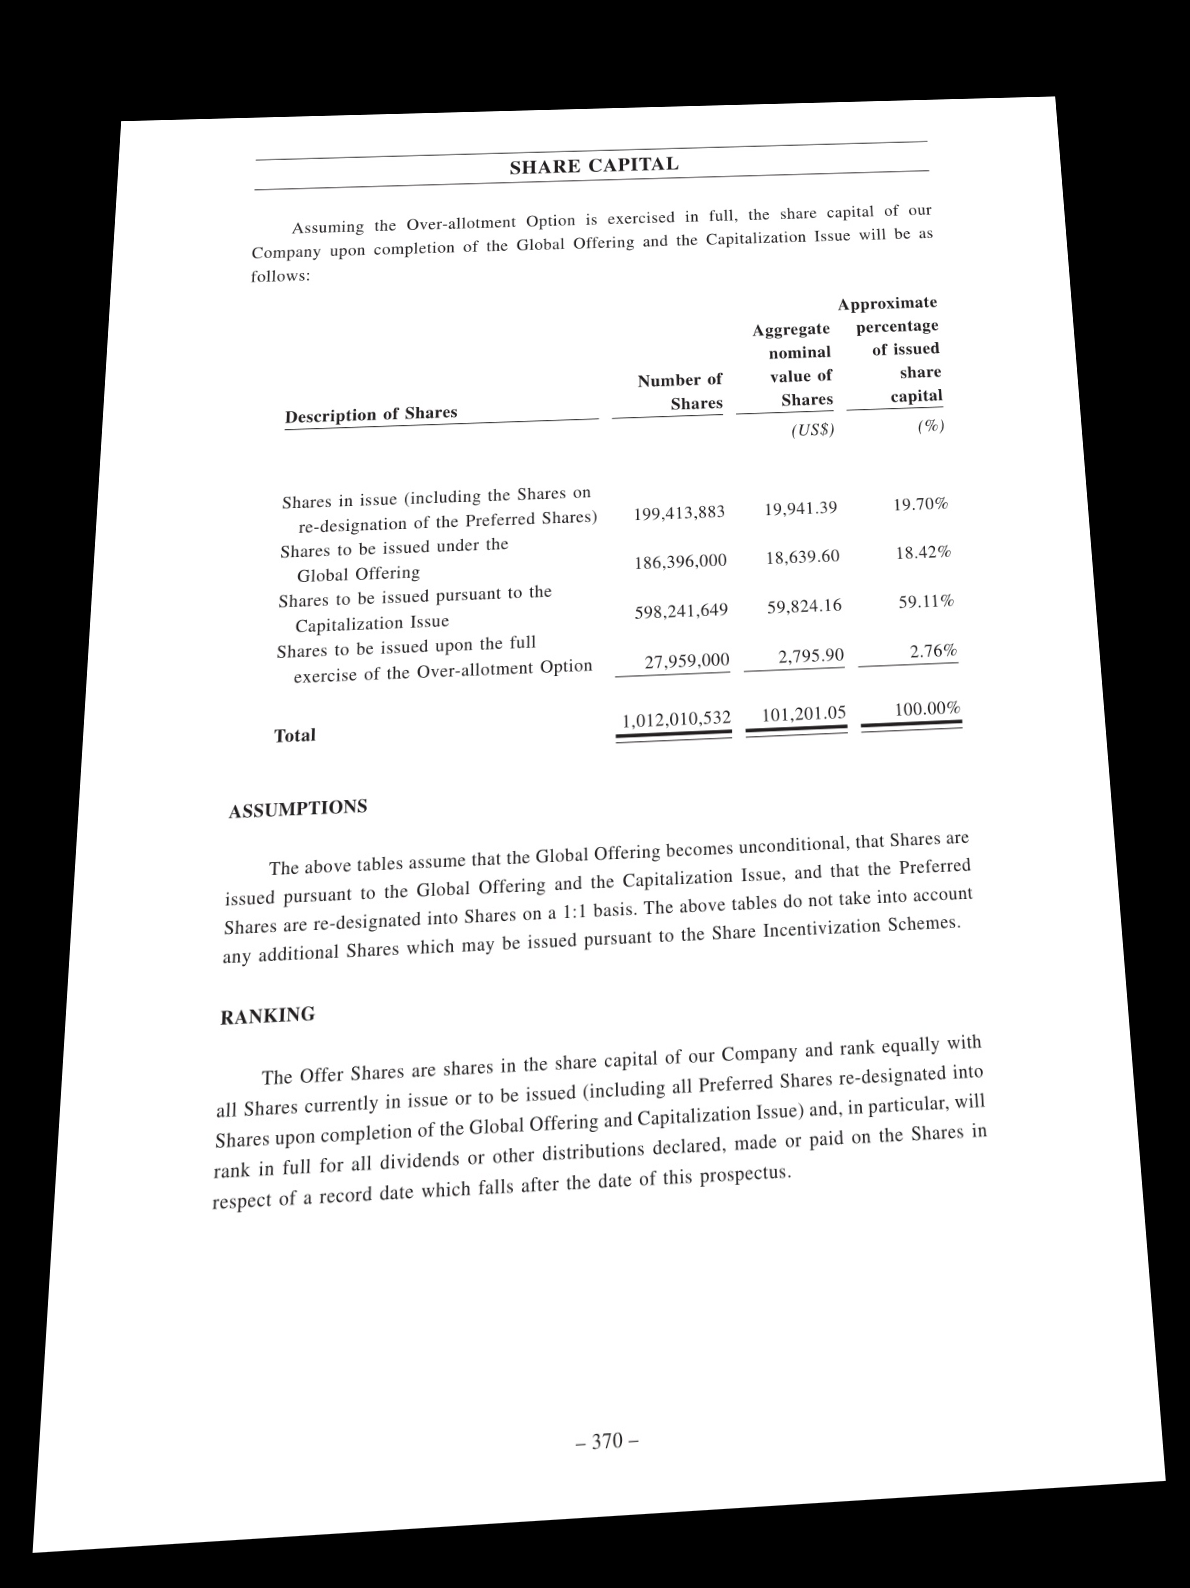 SHARE CAPITAL
Assuming the Over-allotment Option is exercised in full, the share capital of our
Company upon completion of the Global Offering and the Capitalization Issue will be as
follows:
Description of Shares Number of Shares Aggregate nominal value of Shares Approximate percentage of issued share capital
(US$) (%)
Shares in issue (including the Shares on
re-designation of the Preferred Shares) 199,413,883 19,941.39 19.70%
Shares to be issued under the
Global Offering 186,396,000 18,639.60 18.42%
Shares to be issued pursuant to the
Capitalization Issue 598,241,649 59,824.16 59.11%
Shares to be issued upon the full
exercise of the Over-allotment Option 27,959,000 2,795.90 2.76%
Total 1,012,010,532 101,201.05 100.00%
ASSUMPTIONS
The above tables assume that the Global Offering becomes unconditional, that Shares are
issued pursuant to the Global Offering and the Capitalization Issue, and that the Preferred
Shares are re-designated into Shares on a 1:1 basis. The above tables do not take into account
any additional Shares which may be issued pursuant to the Share Incentivization Schemes.
RANKING
The Offer Shares are shares in the share capital of our Company and rank equally with
all Shares currently in issue or to be issued (including all Preferred Shares re-designated into
Shares upon completion of the Global Offering and Capitalization Issue) and, in particular, will
rank in full for all dividends or other distributions declared, made or paid on the Shares in
respect of a record date which falls after the date of this prospectus.
– 370 –